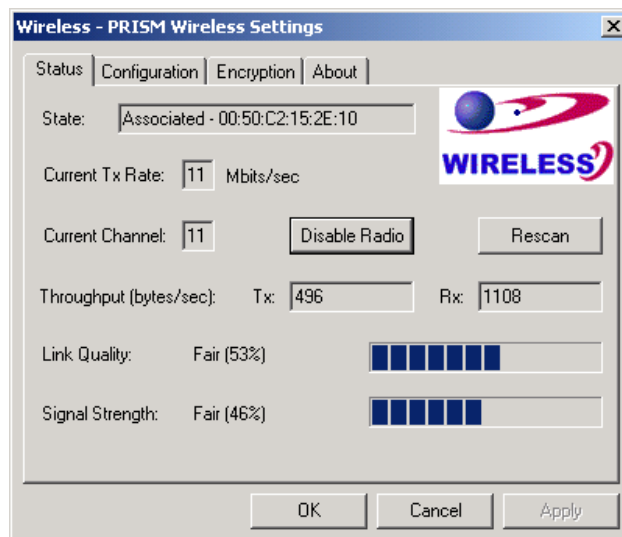 Wireless - PRISM Wireless Settings
Status Configuration Encryption About
State: Associated - 00:50:C2:15:2E:10
WIRELESS
Current Tx Rate: 11 Mbits/sec
Current Channel: 11 Disable Radio Rescan
Throughput (bytes/sec): Tx: 496 Rx: 1108
Link Quality: Fair (53%)
Signal Strength: Fair (46%)
OK Cancel Apply